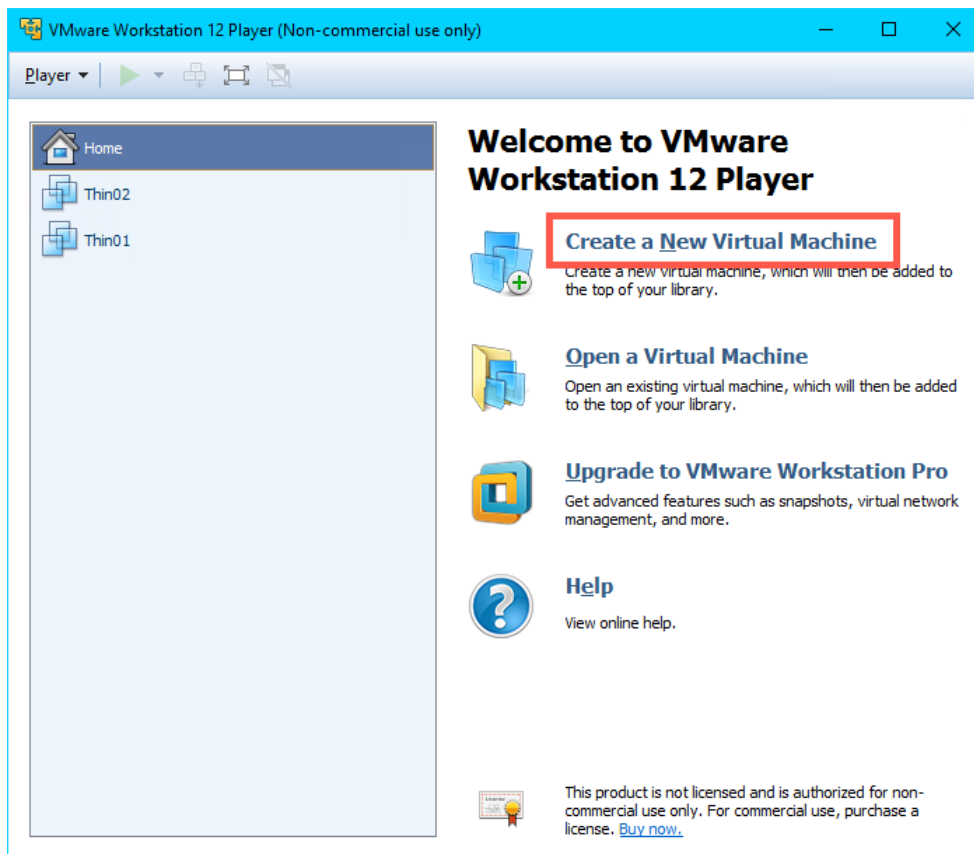 VMware Workstation 12 Player (Non-commercial use only)
Player
Home
Thin02
Thin01
Welcome to VMware
Workstation 12 Player
Create a New Virtual Machine
Create a new virtual machine, which will then be added to
the top of your library.
Open a Virtual Machine
Open an existing virtual machine, which will then be added
to the top of your library.
Upgrade to VMware Workstation Pro
Get advanced features such as snapshots, virtual network
management, and more.
Help
View online help.
This product is not licensed and is authorized for non-
commercial use only. For commercial use, purchase a
license. Buy now.